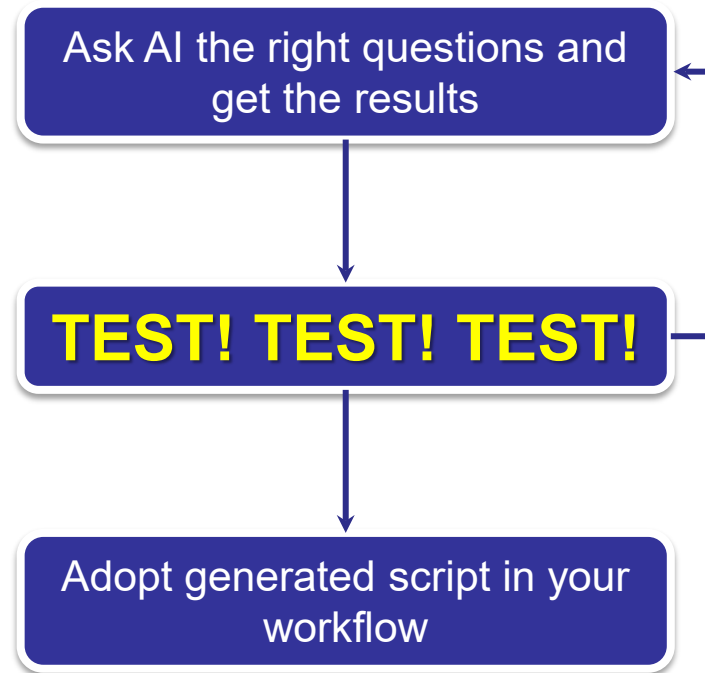 Ask AI the right questions and
get the results
TEST! TEST! TEST!
Adopt generated script in your
workflow